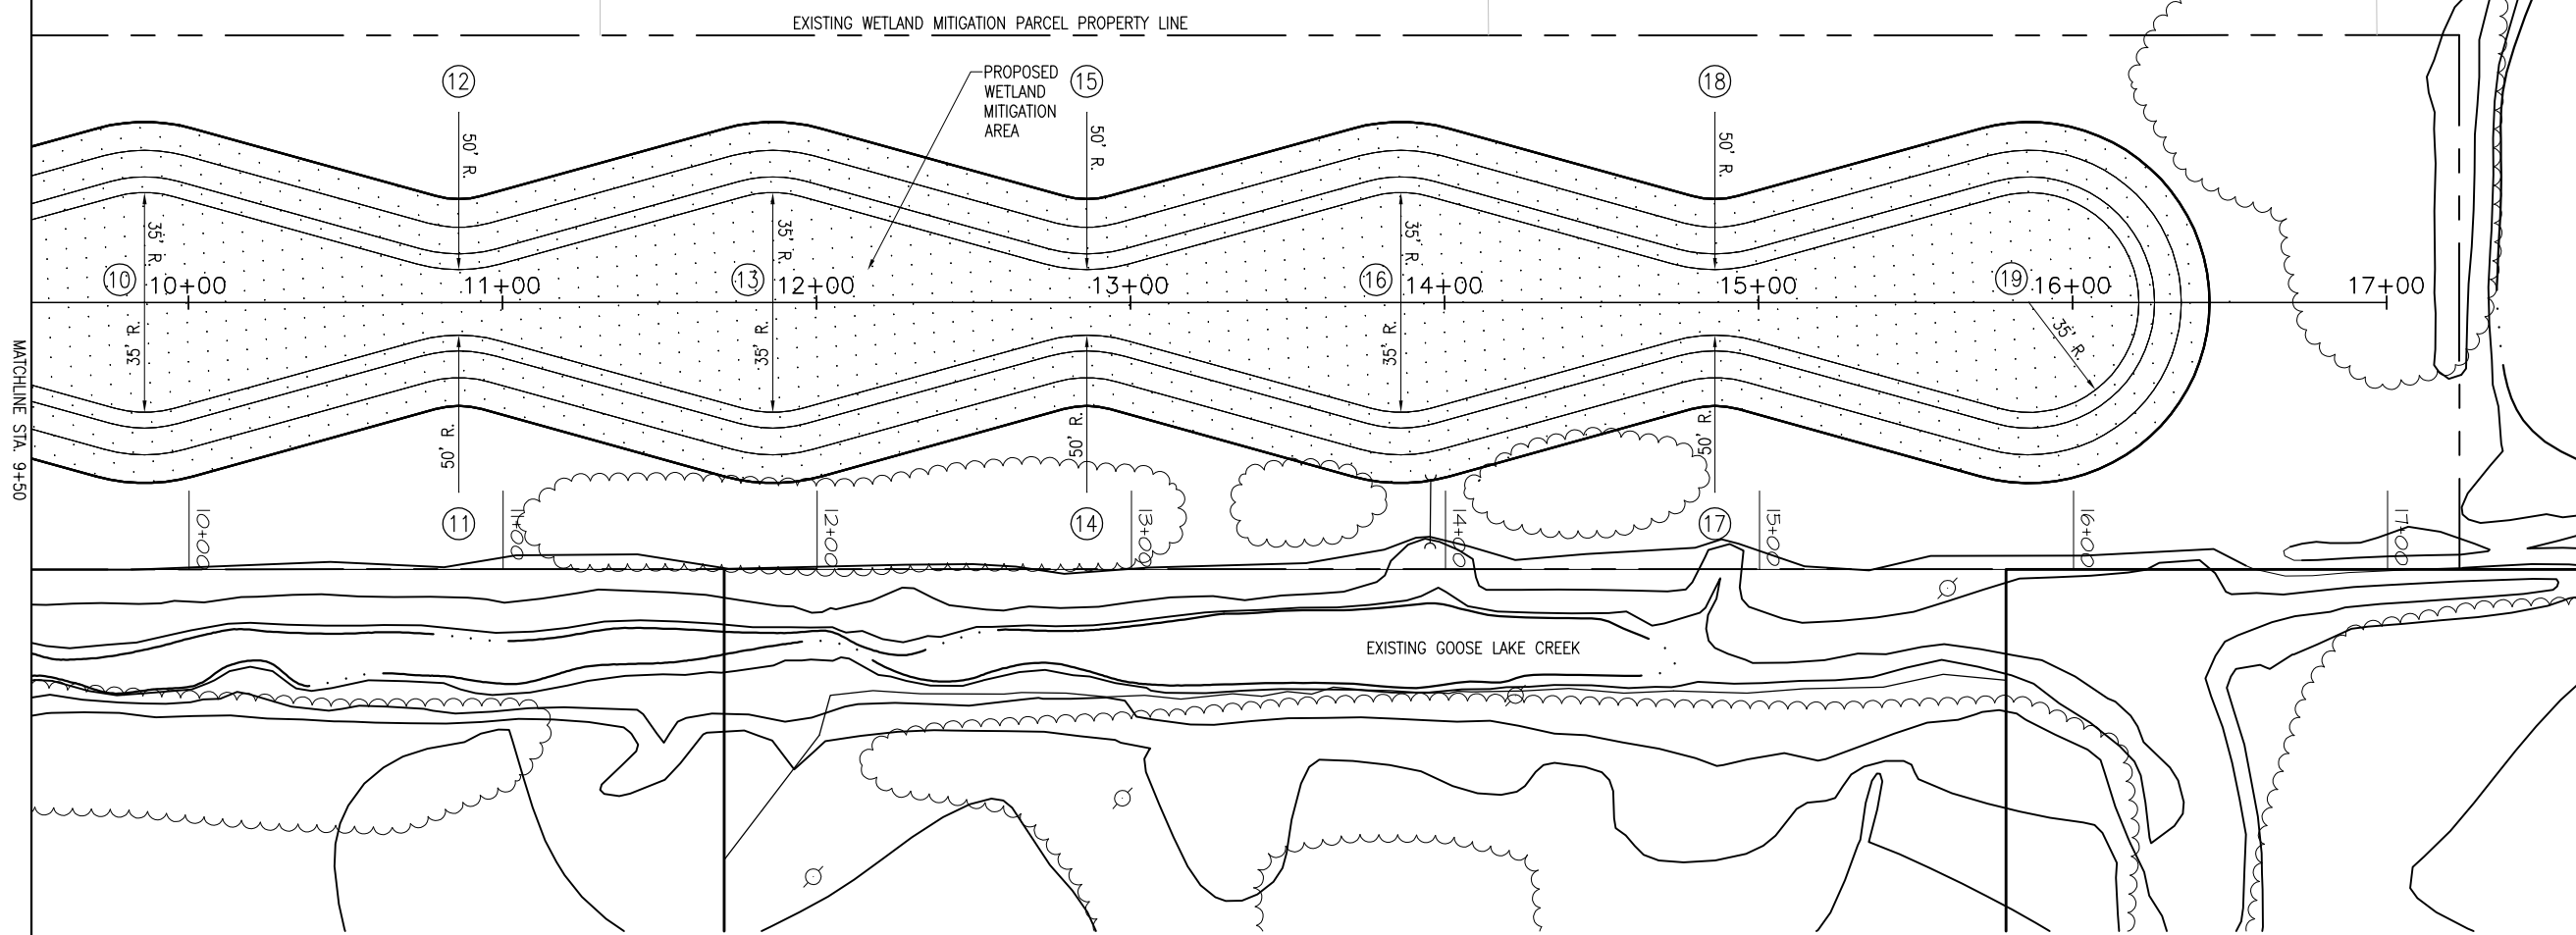 EXISTING WETLAND MITIGATION PARCEL PROPERTY LINE
12
15
18
PROPOSED
WETLAND
MITIGATION
AREA
50' R.
50' R.
50' R.
35' R.
35' R.
35' R.
10
10+00
11+00
13
12+00
13+00
16
14+00
15+00
19
16+00
17+00
35' R.
35' R.
35' R.
35' R.
MATCHLINE STA. 9+50
50' R.
50' R.
50' R.
11
14
17
10+00
11+00
12+00
13+00
14+00
15+00
16+00
17+00
EXISTING GOOSE LAKE CREEK